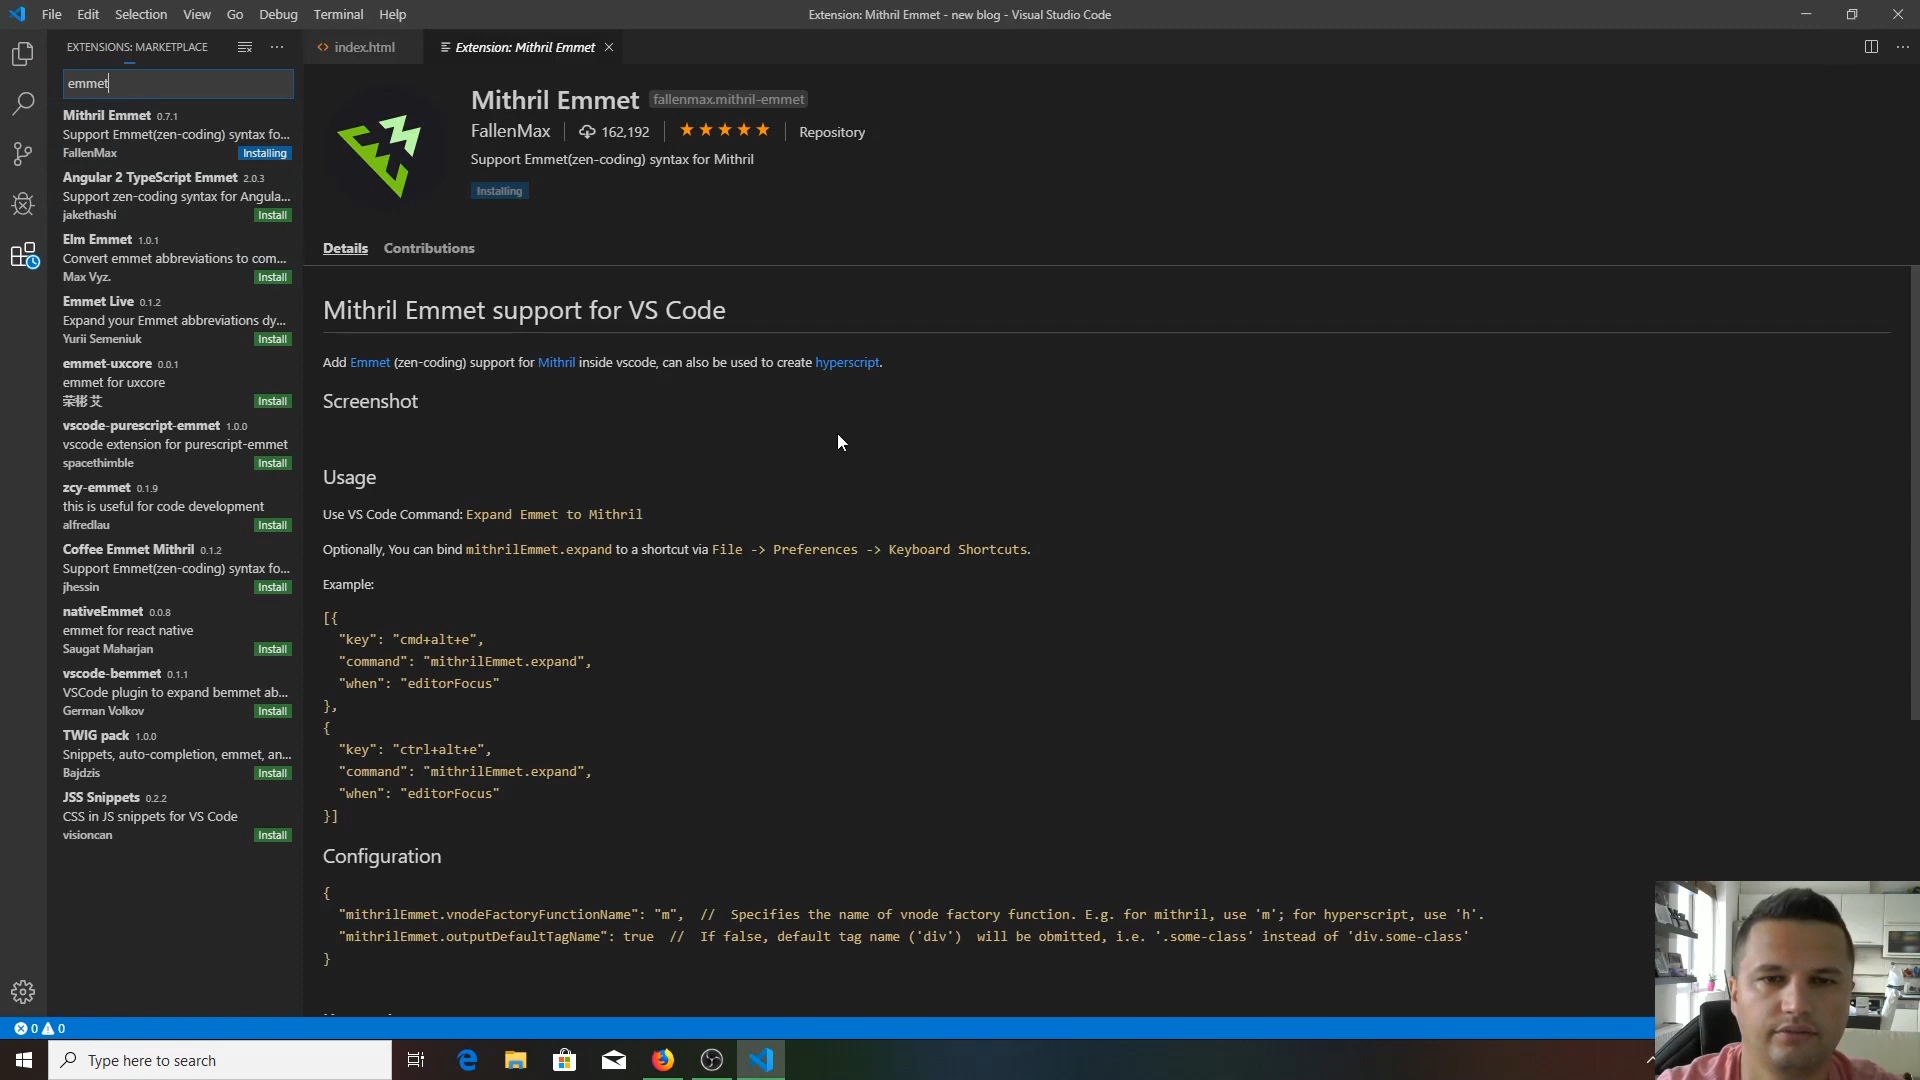 File Edit Selection View Go Debug Terminal Help
Extension: Mithril Emmet - new blog - Visual Studio Code
EXTENSIONS: MARKETPLACE
index.html
Extension: Mithril Emmet
emmet
Mithril Emmet 0.7.1
Support Emmet(zen-coding) syntax fo...
FallenMax Installing
Angular 2 TypeScript Emmet 2.0.3
Support zen-coding syntax for Angula...
jakethashi Install
Elm Emmet 1.0.1
Convert emmet abbreviations to com...
Max Vyz. Install
Emmet Live 0.1.2
Expand your Emmet abbreviations dy...
Yurii Semeniuk Install
emmet-uxcore 0.0.1
emmet for uxcore
荣彬 艾 Install
vscode-purescript-emmet 1.0.0
vscode extension for purescript-emmet
spacethimble Install
zcy-emmet 0.1.9
this is useful for code development
alfredlau Install
Coffee Emmet Mithril 0.1.2
Support Emmet(zen-coding) syntax fo...
jhessin Install
nativeEmmet 0.0.8
emmet for react native
Saugat Maharjan Install
vscode-bemmet 0.1.1
VSCode plugin to expand bemmet ab...
German Volkov Install
TWIG pack 1.0.0
Snippets, auto-completion, emmet, an...
Bajdzis Install
JSS Snippets 0.2.2
CSS in JS snippets for VS Code
visioncan Install
Mithril Emmet fallenmax.mithril-emmet
FallenMax 162,192 Repository
Support Emmet(zen-coding) syntax for Mithril
Installing
Details Contributions
Mithril Emmet support for VS Code
Add Emmet (zen-coding) support for Mithril inside vscode, can also be used to create hyperscript.
Screenshot
Usage
Use VS Code Command: Expand Emmet to Mithril
Optionally, You can bind mithrilEmmet.expand to a shortcut via File -> Preferences -> Keyboard Shortcuts.
Example:
[{
"key": "cmd+alt+e",
"command": "mithrilEmmet.expand",
"when": "editorFocus"
},
{
"key": "ctrl+alt+e",
"command": "mithrilEmmet.expand",
"when": "editorFocus"
}]
Configuration
{
"mithrilEmmet.vnodeFactoryFunctionName": "m", // Specifies the name of vnode factory function. E.g. for mithril, use 'm'; for hyperscript, use 'h'.
"mithrilEmmet.outputDefaultTagName": true // If false, default tag name ('div') will be obmitted, i.e. '.some-class' instead of 'div.some-class'
}
0 0
Type here to search